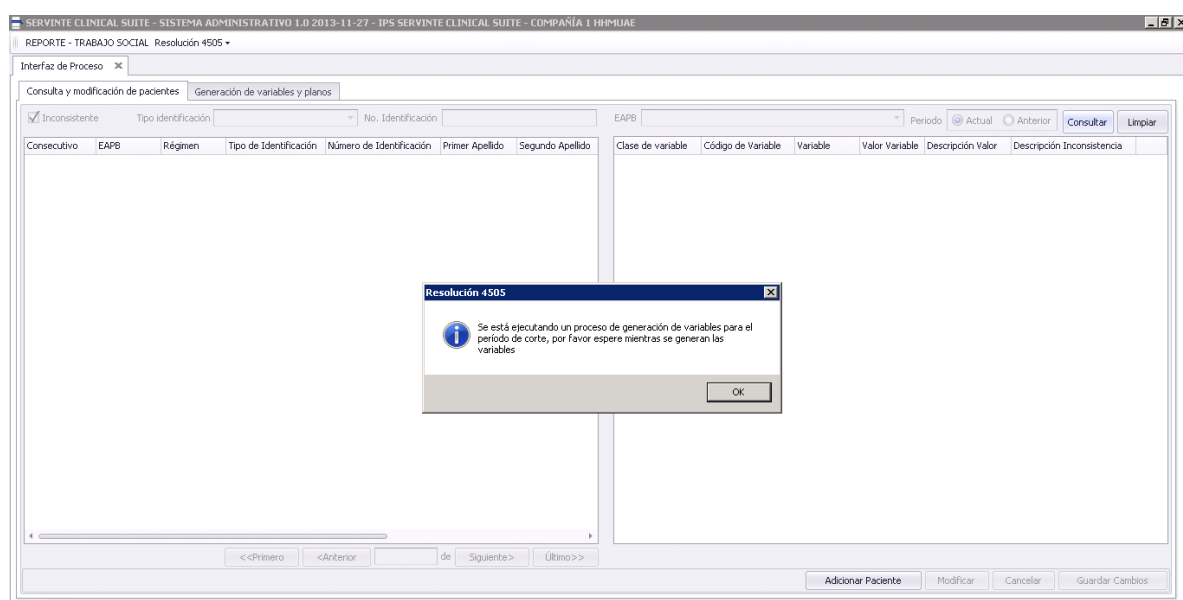 SERVINTE CLINICAL SUITE - SISTEMA ADMINISTRATIVO 1.0 2013-11-27 - IPS SERVINTE CLINICAL SUITE - COMPAÑÍA 1 HHMUAE
REPORTE - TRABAJO SOCIAL Resolución 4505
Interfaz de Proceso
Consulta y modificación de pacientes Generación de variables y planos
Inconsistente Tipo identificación No. Identificación EAPB Periodo Actual Anterior Consultar Limpiar
Consecutivo EAPB Régimen Tipo de Identificación Número de Identificación Primer Apellido Segundo Apellido Clase de variable Código de Variable Variable Valor Variable Descripción Valor Descripción Inconsistencia
Resolución 4505
Se está ejecutando un proceso de generación de variables para el
período de corte, por favor espere mientras se generan las
variables
OK
<<Primero <Anterior de Siguiente> Último>>
Adicionar Paciente Modificar Cancelar Guardar Cambios